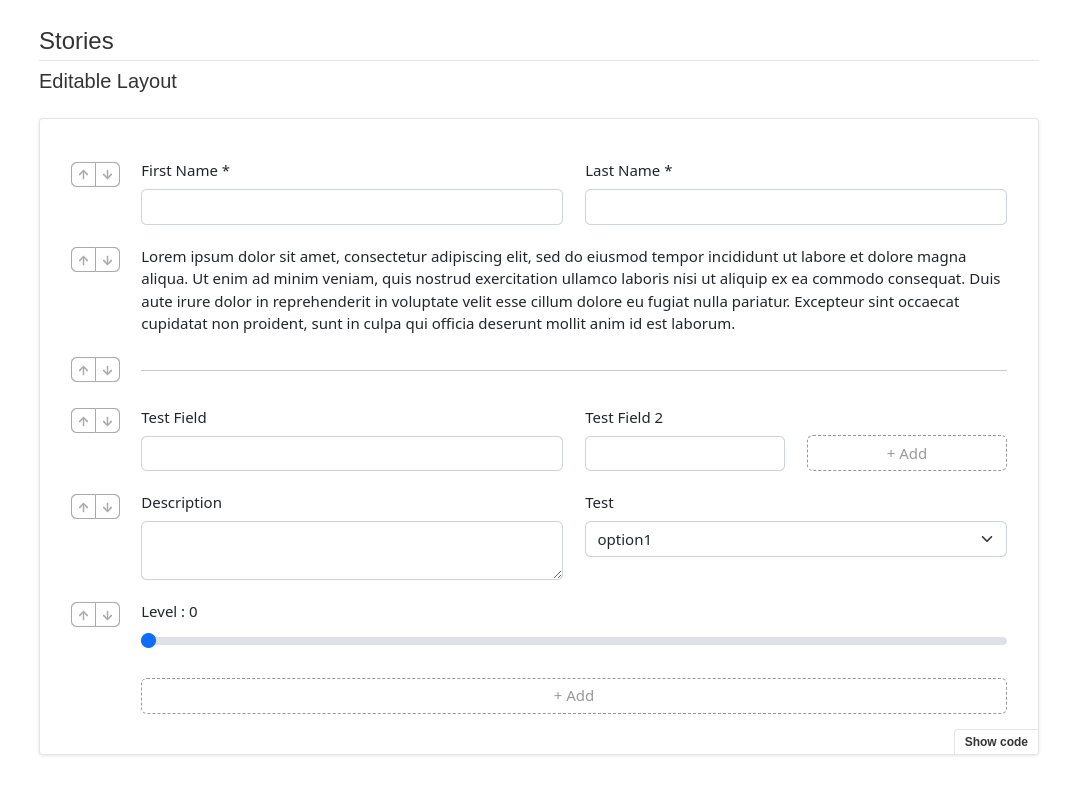 Stories
Editable Layout
First Name *
Last Name *
Lorem ipsum dolor sit amet, consectetur adipiscing elit, sed do eiusmod tempor incididunt ut labore et dolore magna
aliqua. Ut enim ad minim veniam, quis nostrud exercitation ullamco laboris nisi ut aliquip ex ea commodo consequat. Duis
aute irure dolor in reprehenderit in voluptate velit esse cillum dolore eu fugiat nulla pariatur. Excepteur sint occaecat
cupidatat non proident, sunt in culpa qui officia deserunt mollit anim id est laborum.
Test Field
Test Field 2
+ Add
Description
Test
option1
Level : 0
+ Add
Show code